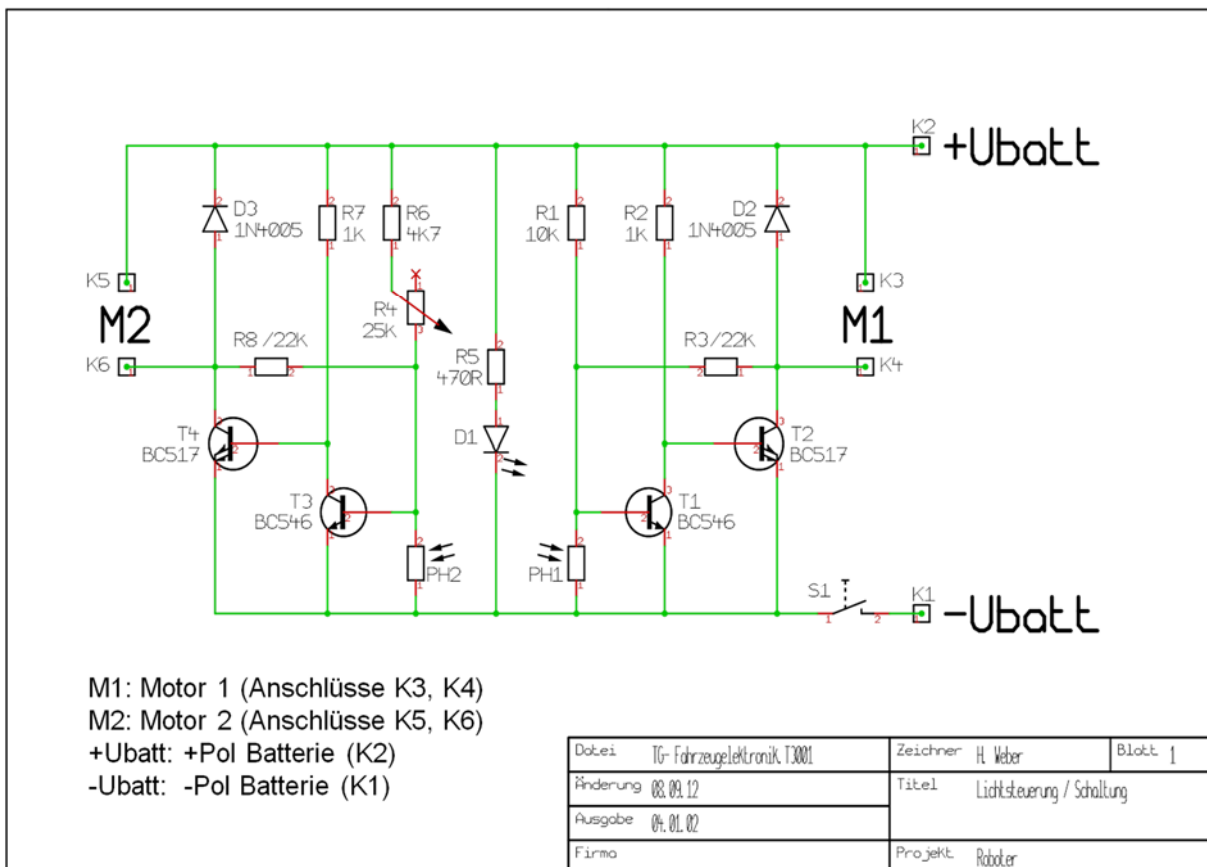 K2
+Ubatt
D3
1N4005
R7
1K
R6
4K7
R1
10K
R2
1K
D2
1N4005
K5
M2
K6
R8 /22K
R4
25K
R5
470R
D1
R3/22K
K3
M1
K4
T4
BC517
T3
BC546
PH2
PH1
T1
BC546
T2
BC517
S1
K1
-Ubatt
M1: Motor 1 (Anschlüsse K3, K4)
M2: Motor 2 (Anschlüsse K5, K6)
+Ubatt: +Pol Batterie (K2)
-Ubatt: -Pol Batterie (K1)
Datei TG- Fahrzeugelektronik T3001
Zeichner H. Weber
Blatt 1
Änderung 08.09.12
Titel Lichtsteuerung / Schaltung
Ausgabe 04.01.02
Firma
Projekt Roboter